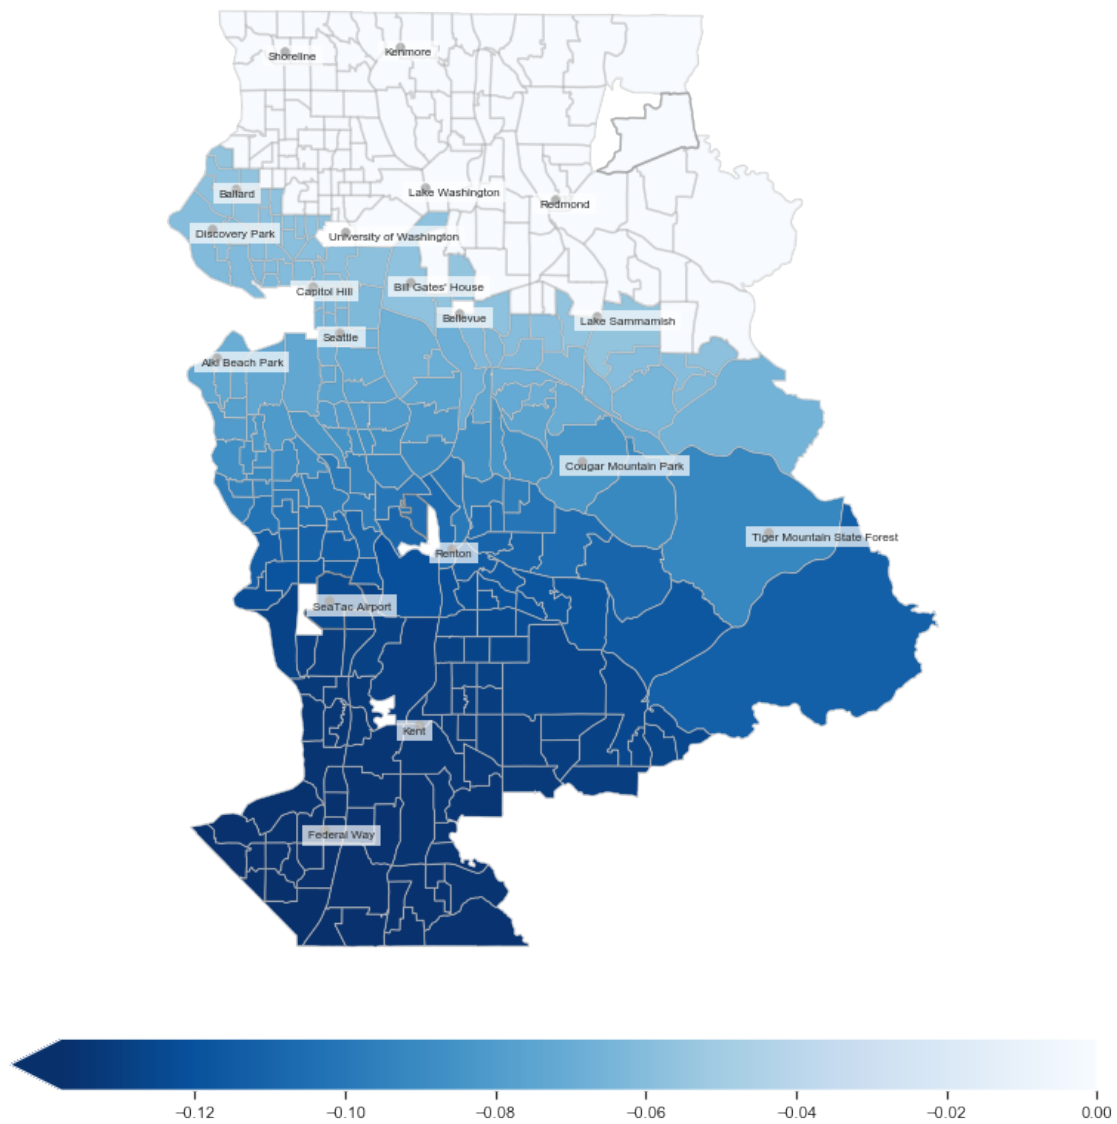 Shoreline
Kenmore
Ballard
Lake Washington
Redmond
Discovery Park
University of Washington
Capitol Hill
Bill Gates' House
Bellevue
Lake Sammamish
Seattle
Alki Beach Park
Cougar Mountain Park
Tiger Mountain State Forest
Renton
SeaTac Airport
Kent
Federal Way
−0.12 −0.10 −0.08 −0.06 −0.04 −0.02 0.00